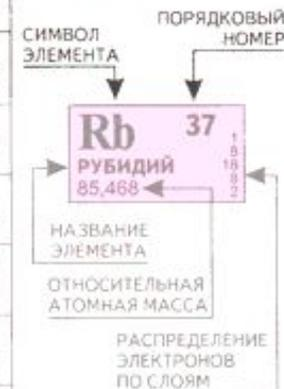 СИМВОЛ
ЭЛЕМЕНТА
ПОРЯДКОВЫЙ
НОМЕР
Rb 37
РУБИДИЙ
85,468
1
8
18
8
2
НАЗВАНИЕ
ЭЛЕМЕНТА
ОТНОСИТЕЛЬНАЯ
АТОМНАЯ МАССА
РАСПРЕДЕЛЕНИЕ
ЭЛЕКТРОНОВ
ПО СЛОЯМ